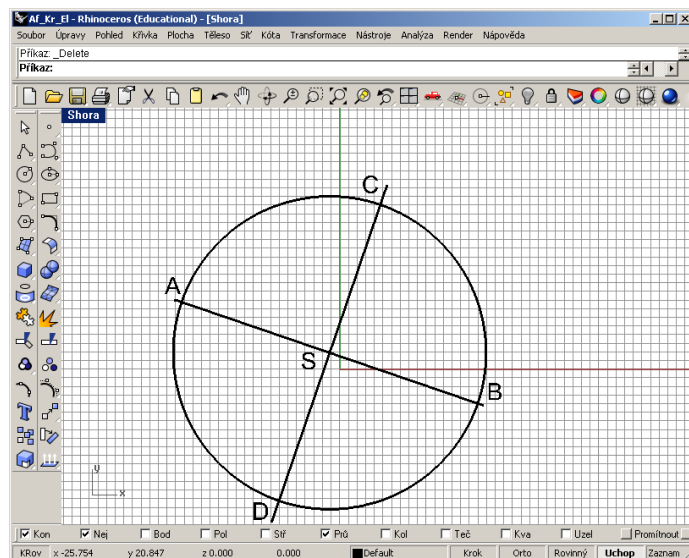 Af_Kr_El - Rhinoceros (Educational) - [Shora]
Soubor Úpravy Pohled Křivka Plocha Těleso Síť Kóta Transformace Nástroje Analýza Render Nápověda
Příkaz: _Delete
Příkaz:
Shora
C
A
S
B
D
y
x
Kon Nej Bod Pol Stř Prů Kol Teč Kva Uzel Promítnout
KRov x -25.754 y 20.847 z 0.000 0.000 Default Krok Orto Rovinný Uchop Zaznam